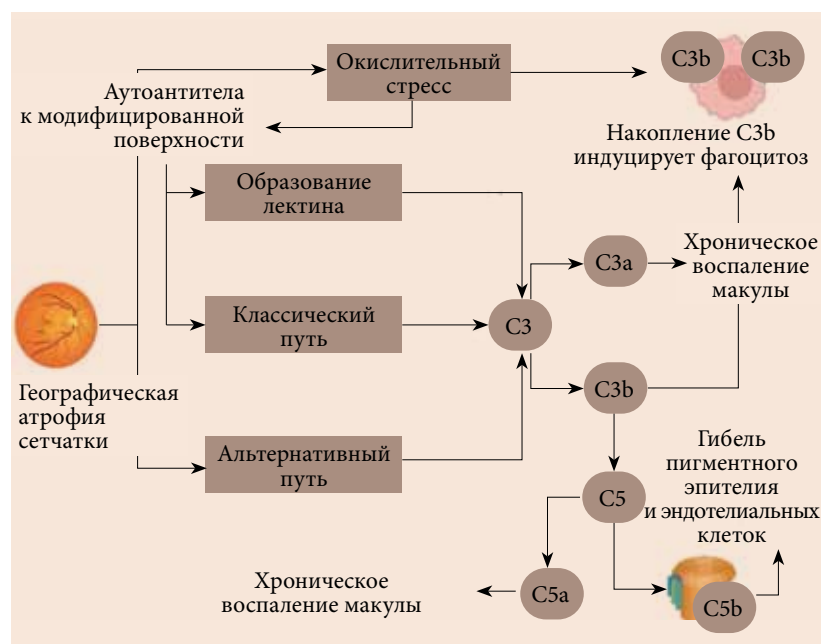 Окислительный
стресс
C3b
C3b
Аутоантитела
к модифицированной
поверхности
Накопление C3b
индуцирует фагоцитоз
Образование
лектина
C3a
Хроническое
воспаление
макулы
Классический
путь
C3
Географическая
атрофия
сетчатки
C3b
Альтернативный
путь
Гибель
пигментного
эпителия
и эндотелиальных
клеток
C5
Хроническое
воспаление макулы
C5a
C5b